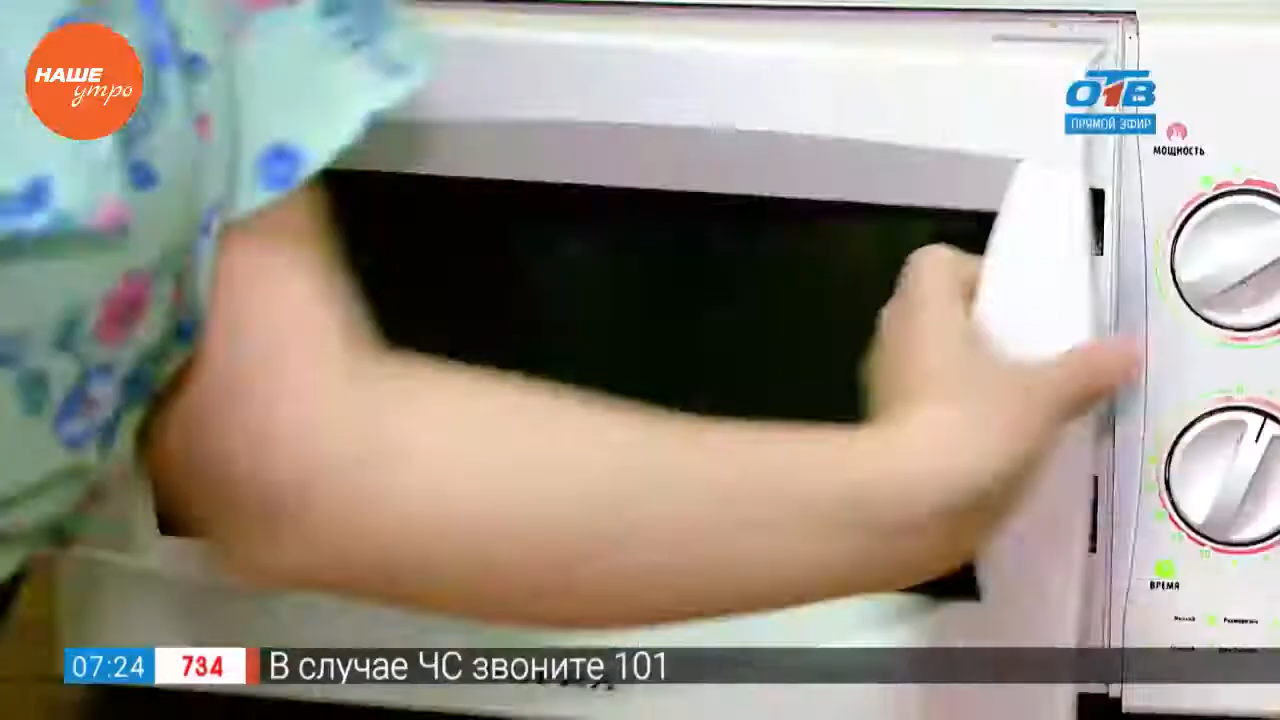 НАШЕ
утро
ОТВ
ПРЯМОЙ ЭФИР
МОЩНОСТЬ
ВРЕМЯ
07:24 734 В случае ЧС звоните 101